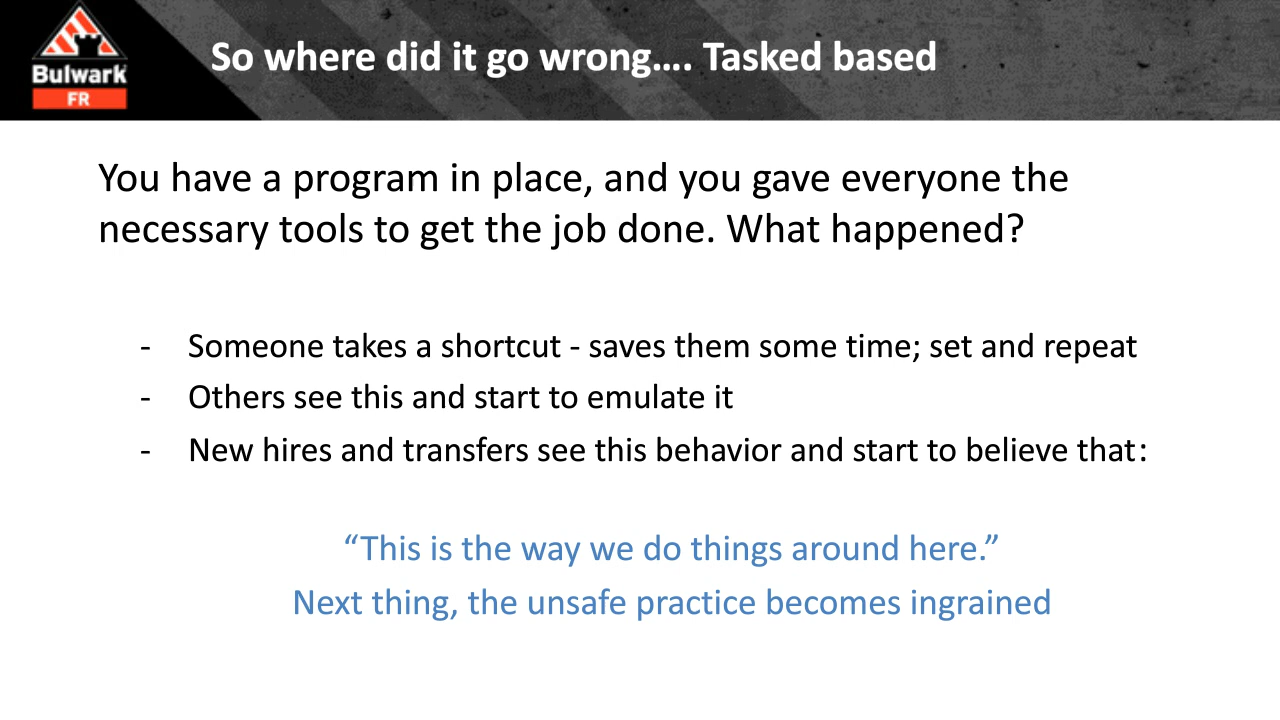 Bulwark
FR
So where did it go wrong.... Tasked based
You have a program in place, and you gave everyone the
necessary tools to get the job done. What happened?
- Someone takes a shortcut - saves them some time; set and repeat
- Others see this and start to emulate it
- New hires and transfers see this behavior and start to believe that:
“This is the way we do things around here.”
Next thing, the unsafe practice becomes ingrained